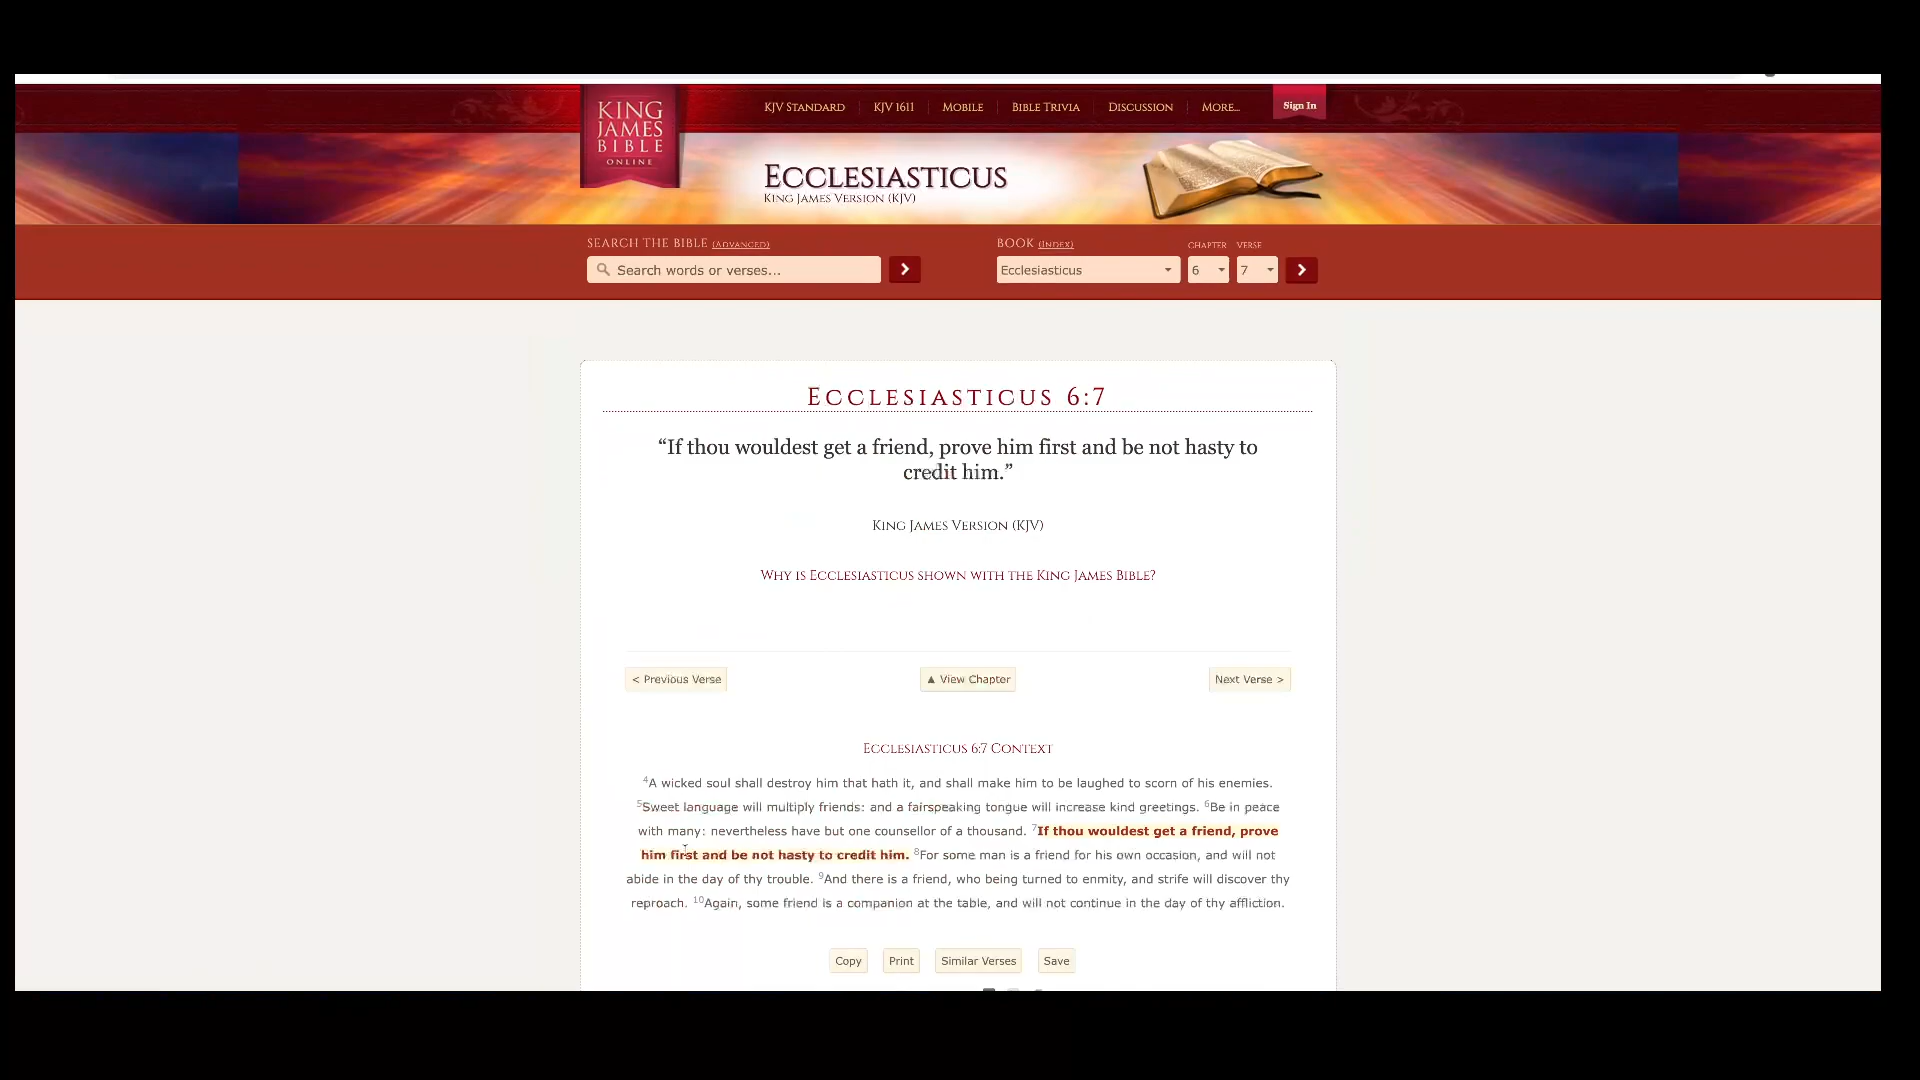 KING
JAMES
BIBLE
ONLINE
KJV STANDARD KJV 1611 MOBILE BIBLE TRIVIA DISCUSSION MORE... Sign In
ECCLESIASTICUS
KING JAMES VERSION (KJV)
SEARCH THE BIBLE (ADVANCED) BOOK (INDEX) CHAPTER VERSE
Search words or verses... Ecclesiasticus 6 7
ECCLESIASTICUS 6:7
“If thou wouldest get a friend, prove him first and be not hasty to
credit him.”
KING JAMES VERSION (KJV)
WHY IS ECCLESIASTICUS SHOWN WITH THE KING JAMES BIBLE?
< Previous Verse ▲ View Chapter Next Verse >
ECCLESIASTICUS 6:7 CONTEXT
4A wicked soul shall destroy him that hath it, and shall make him to be laughed to scorn of his enemies.
5Sweet language will multiply friends: and a fairspeaking tongue will increase kind greetings. 6Be in peace
with many: nevertheless have but one counsellor of a thousand. 7If thou wouldest get a friend, prove
him first and be not hasty to credit him. 8For some man is a friend for his own occasion, and will not
abide in the day of thy trouble. 9And there is a friend, who being turned to enmity, and strife will discover thy
reproach. 10Again, some friend is a companion at the table, and will not continue in the day of thy affliction.
Copy Print Similar Verses Save